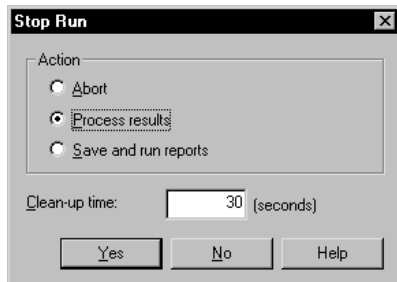 Stop Run
Action
Abort
Process results
Save and run reports
Clean-up time: 30 (seconds)
Yes No Help